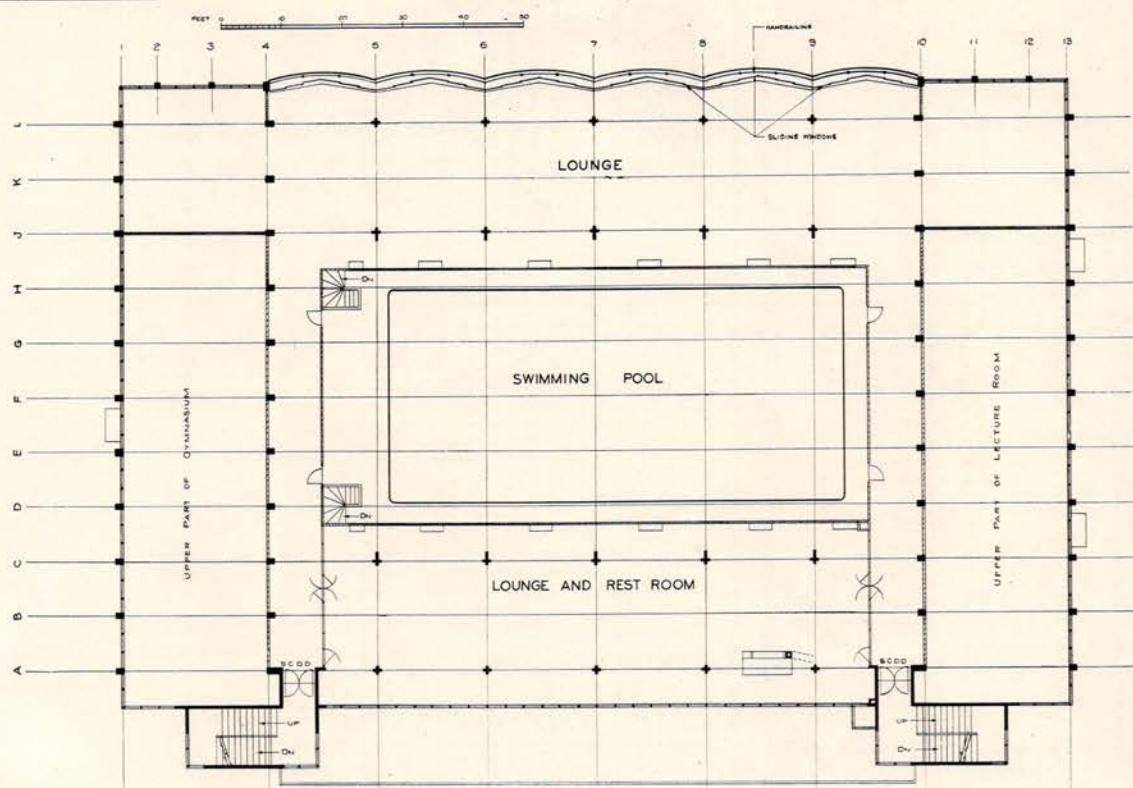 FEET 0 10 20 30 40 50
HANDRAILING
1 2 3 4 5 6 7 8 9 10 11 12 13
SLIDING WINDOWS
L
K
J
H
G
F
E
D
C
B
A
LOUNGE
DN
SWIMMING POOL
UPPER PART OF GYMNASIUM
UPPER PART OF LECTURE ROOM
DN
LOUNGE AND REST ROOM
SCDD
SCDD
UP
DN
UP
DN